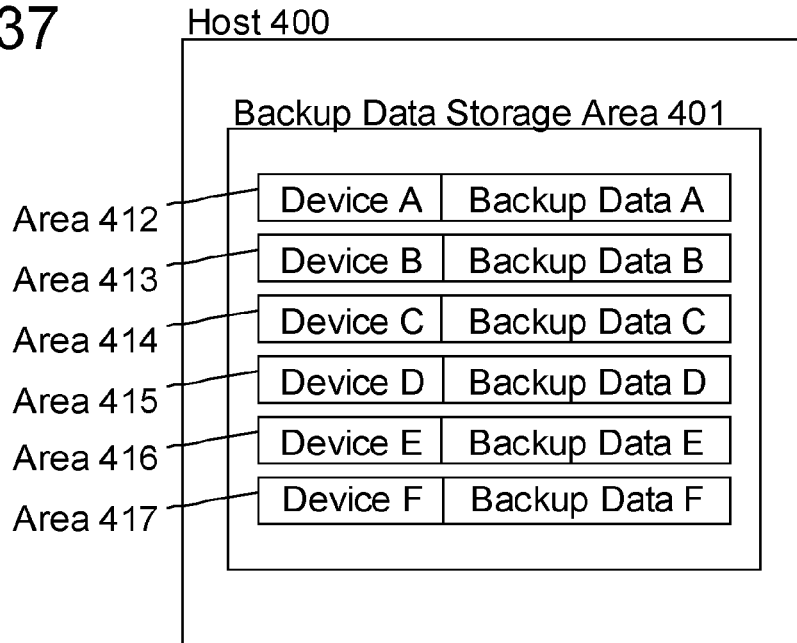 37
Host 400
Backup Data Storage Area 401
Area 412 Device A Backup Data A
Area 413 Device B Backup Data B
Area 414 Device C Backup Data C
Area 415 Device D Backup Data D
Area 416 Device E Backup Data E
Area 417 Device F Backup Data F